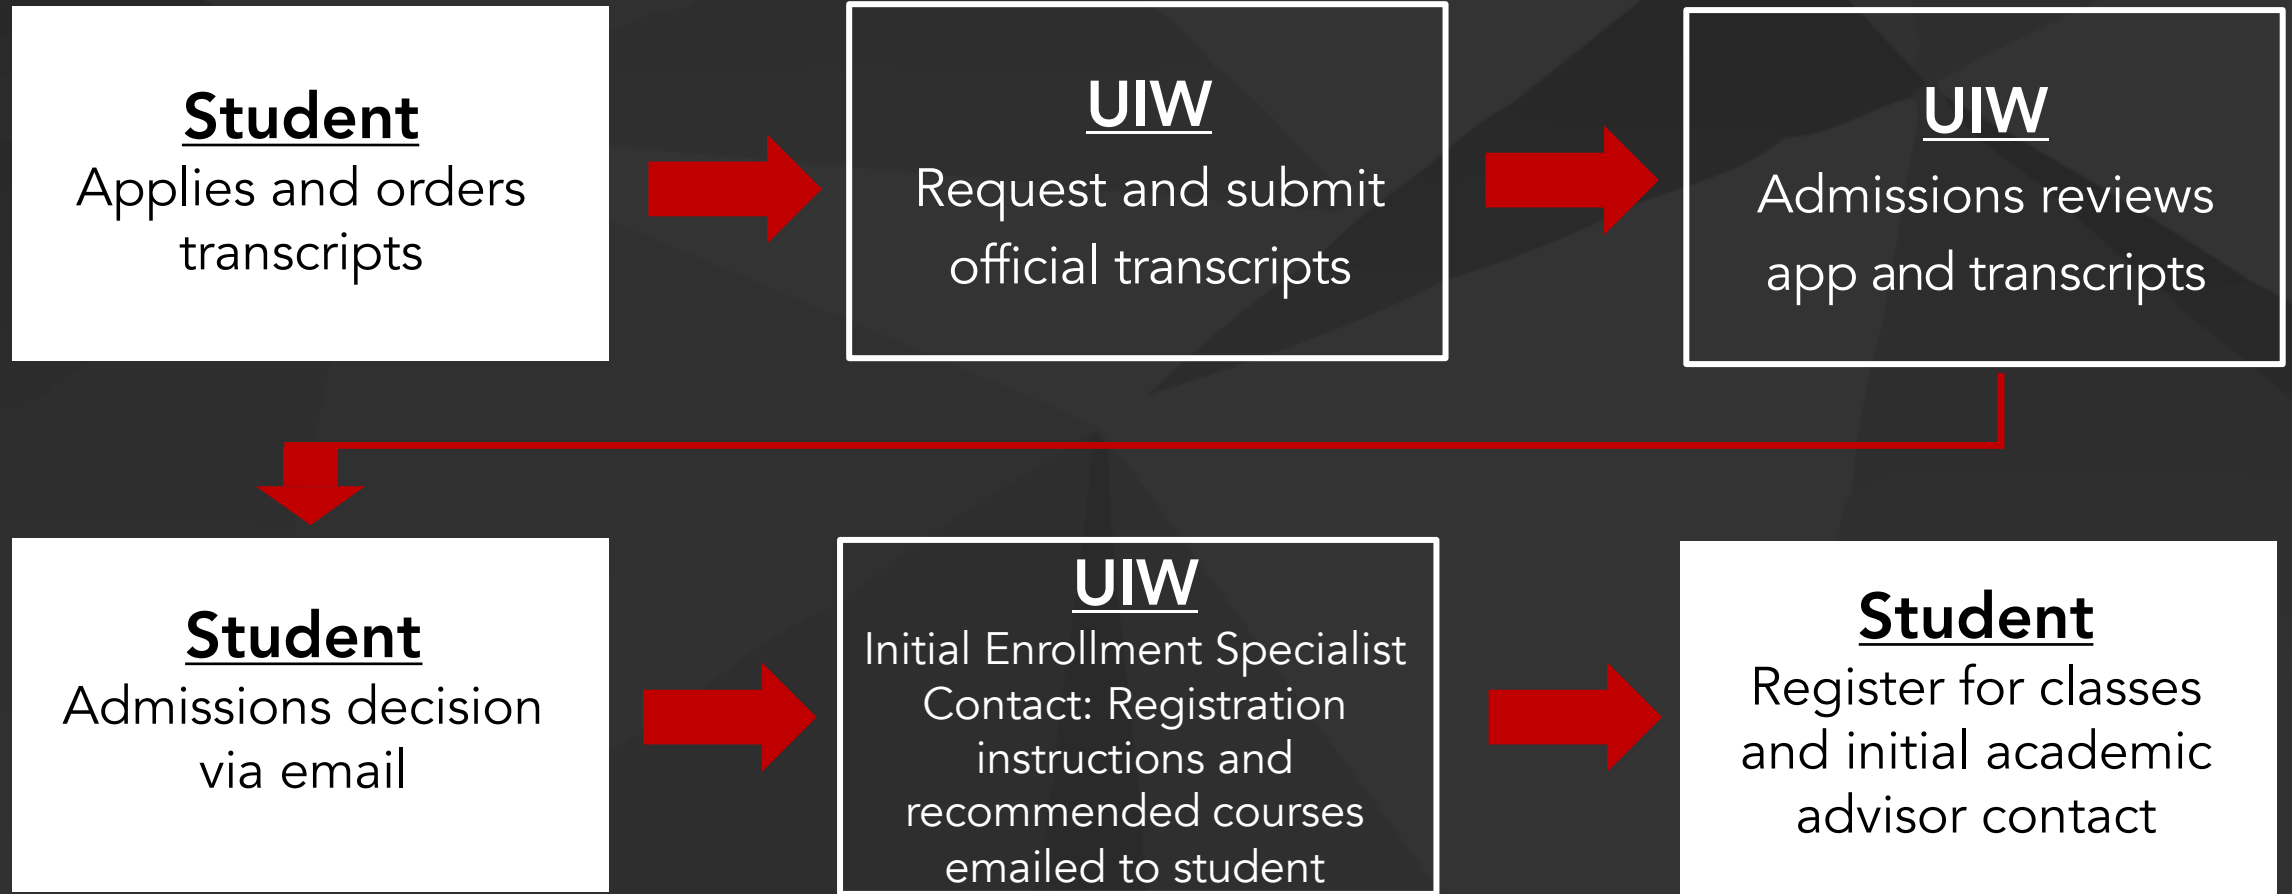 Student
Applies and orders
transcripts
UIW
Request and submit
official transcripts
UIW
Admissions reviews
app and transcripts
Student
Admissions decision
via email
UIW
Initial Enrollment Specialist
Contact: Registration
instructions and
recommended courses
emailed to student
Student
Register for classes
and initial academic
advisor contact